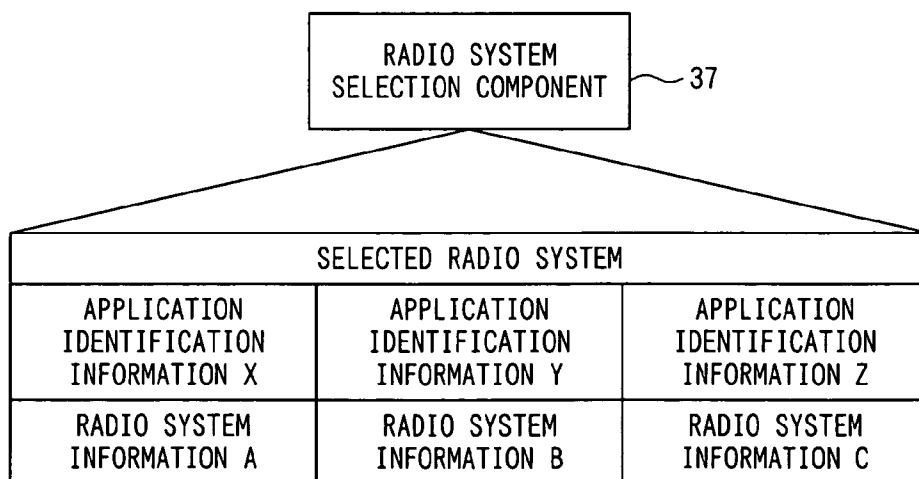 RADIO SYSTEM
SELECTION COMPONENT
37
SELECTED RADIO SYSTEM
APPLICATION
IDENTIFICATION
INFORMATION X
APPLICATION
IDENTIFICATION
INFORMATION Y
APPLICATION
IDENTIFICATION
INFORMATION Z
RADIO SYSTEM
INFORMATION A
RADIO SYSTEM
INFORMATION B
RADIO SYSTEM
INFORMATION C